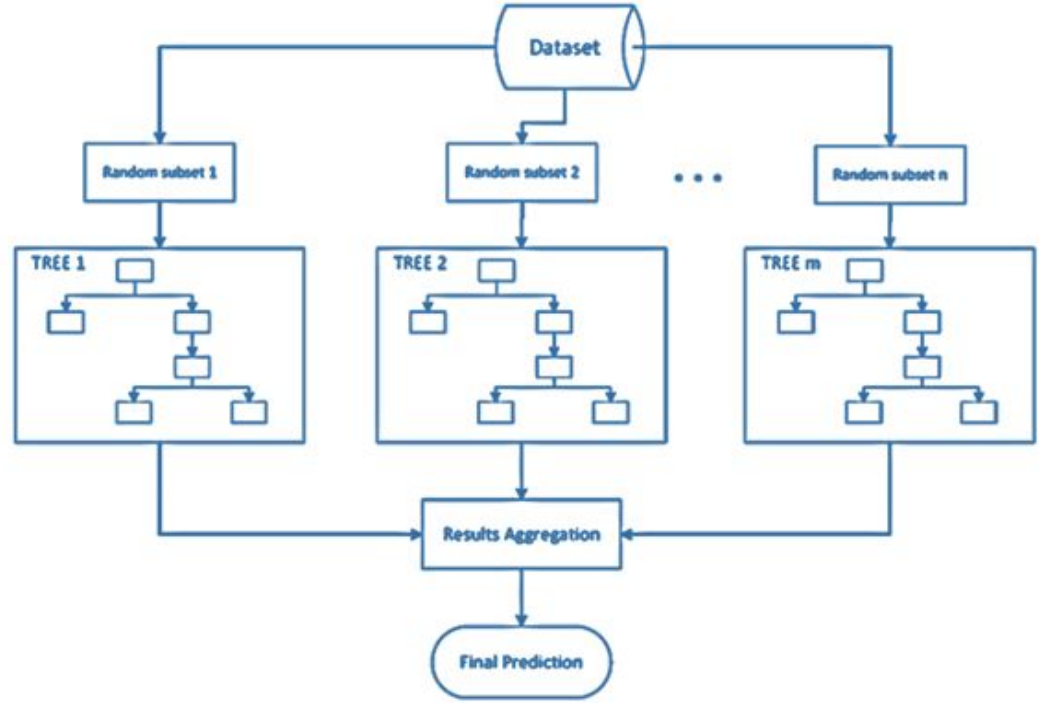 Dataset
Random subset 1
Random subset 2
• • •
Random subset n
TREE 1
TREE 2
TREE m
Results Aggregation
Final Prediction